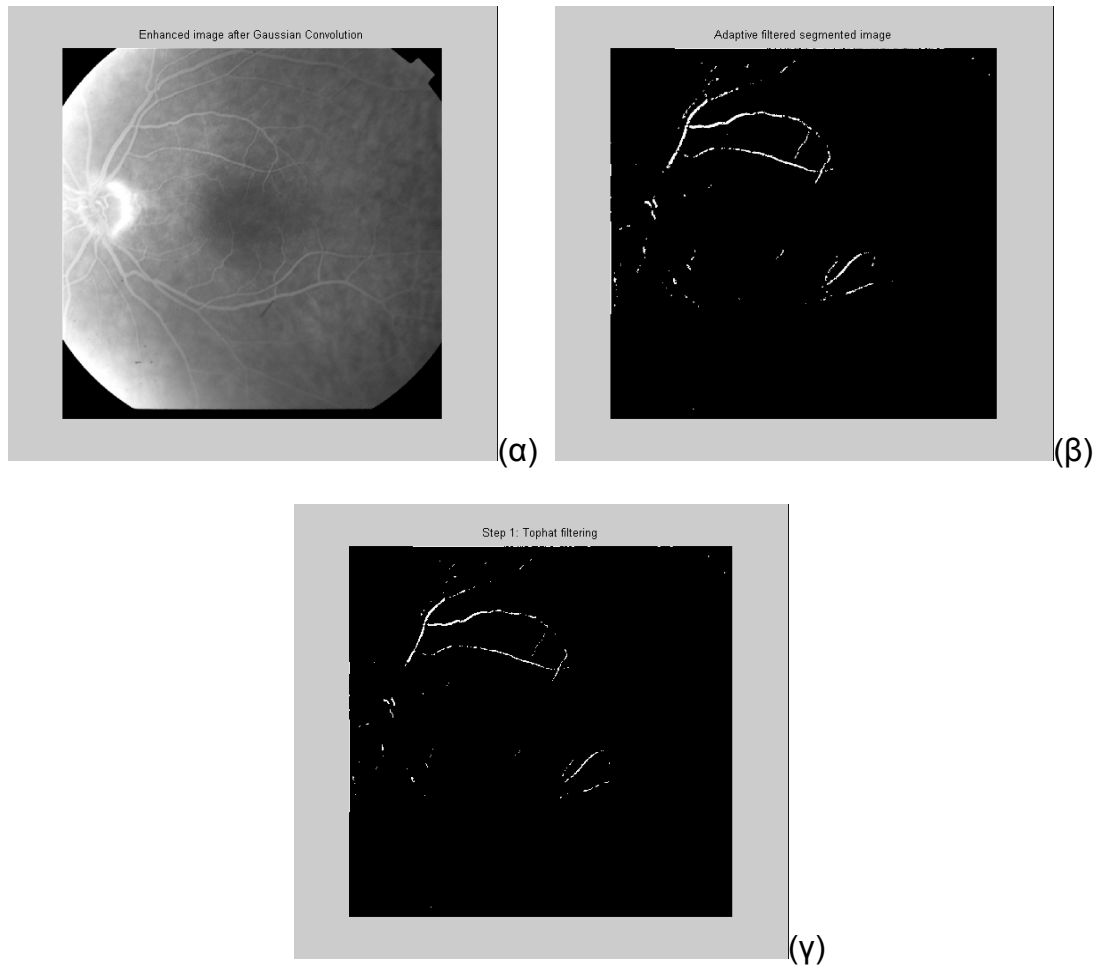 Enhanced image after Gaussian Convolution
Adaptive filtered segmented image
(α)
(β)
Step 1: Tophat filtering
(γ)